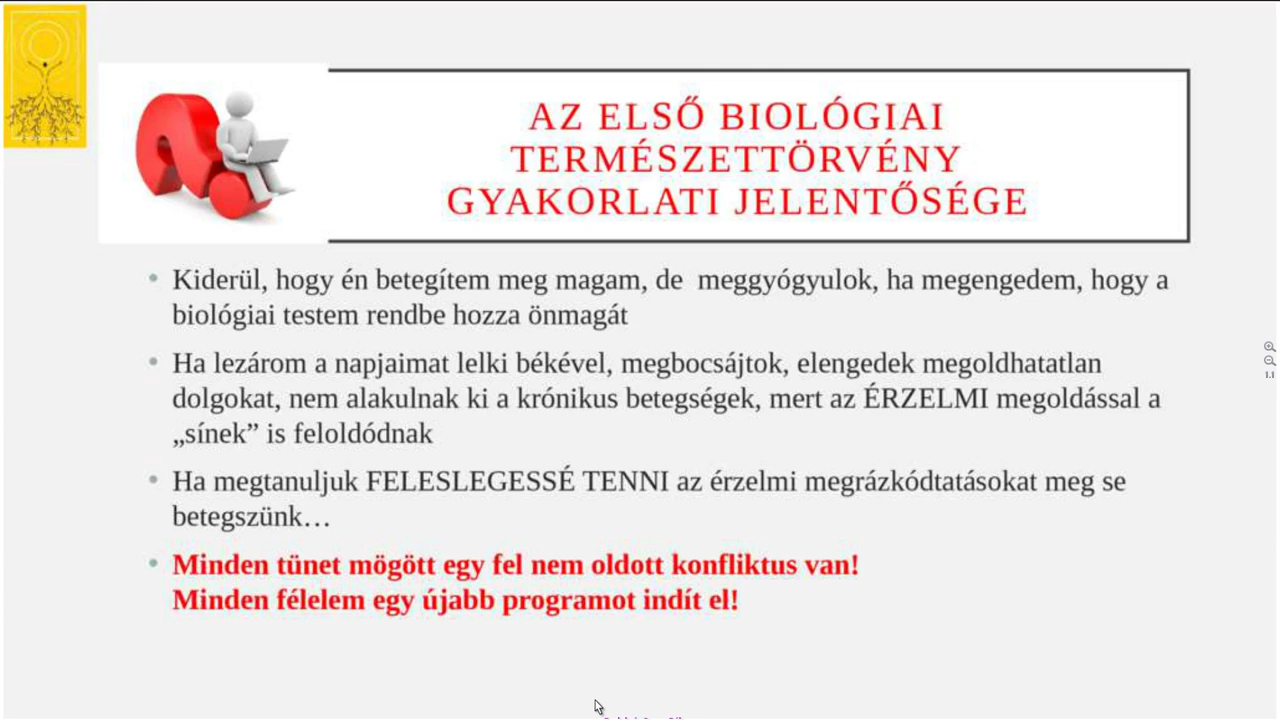 AZ ELSŐ BIOLÓGIAI
TERMÉSZETTÖRVÉNY
GYAKORLATI JELENTŐSÉGE
• Kiderül, hogy én betegítem meg magam, de meggyógyulok, ha megengedem, hogy a
biológiai testem rendbe hozza önmagát
• Ha lezárom a napjaimat lelki békével, megbocsájtok, elengedek megoldhatatlan
dolgokat, nem alakulnak ki a krónikus betegségek, mert az ÉRZELMI megoldással a
„sínek” is feloldódnak
• Ha megtanuljuk FELESLEGESSÉ TENNI az érzelmi megrázkódtatásokat meg se
betegszünk…
• Minden tünet mögött egy fel nem oldott konfliktus van!
Minden félelem egy újabb programot indít el!
1.1